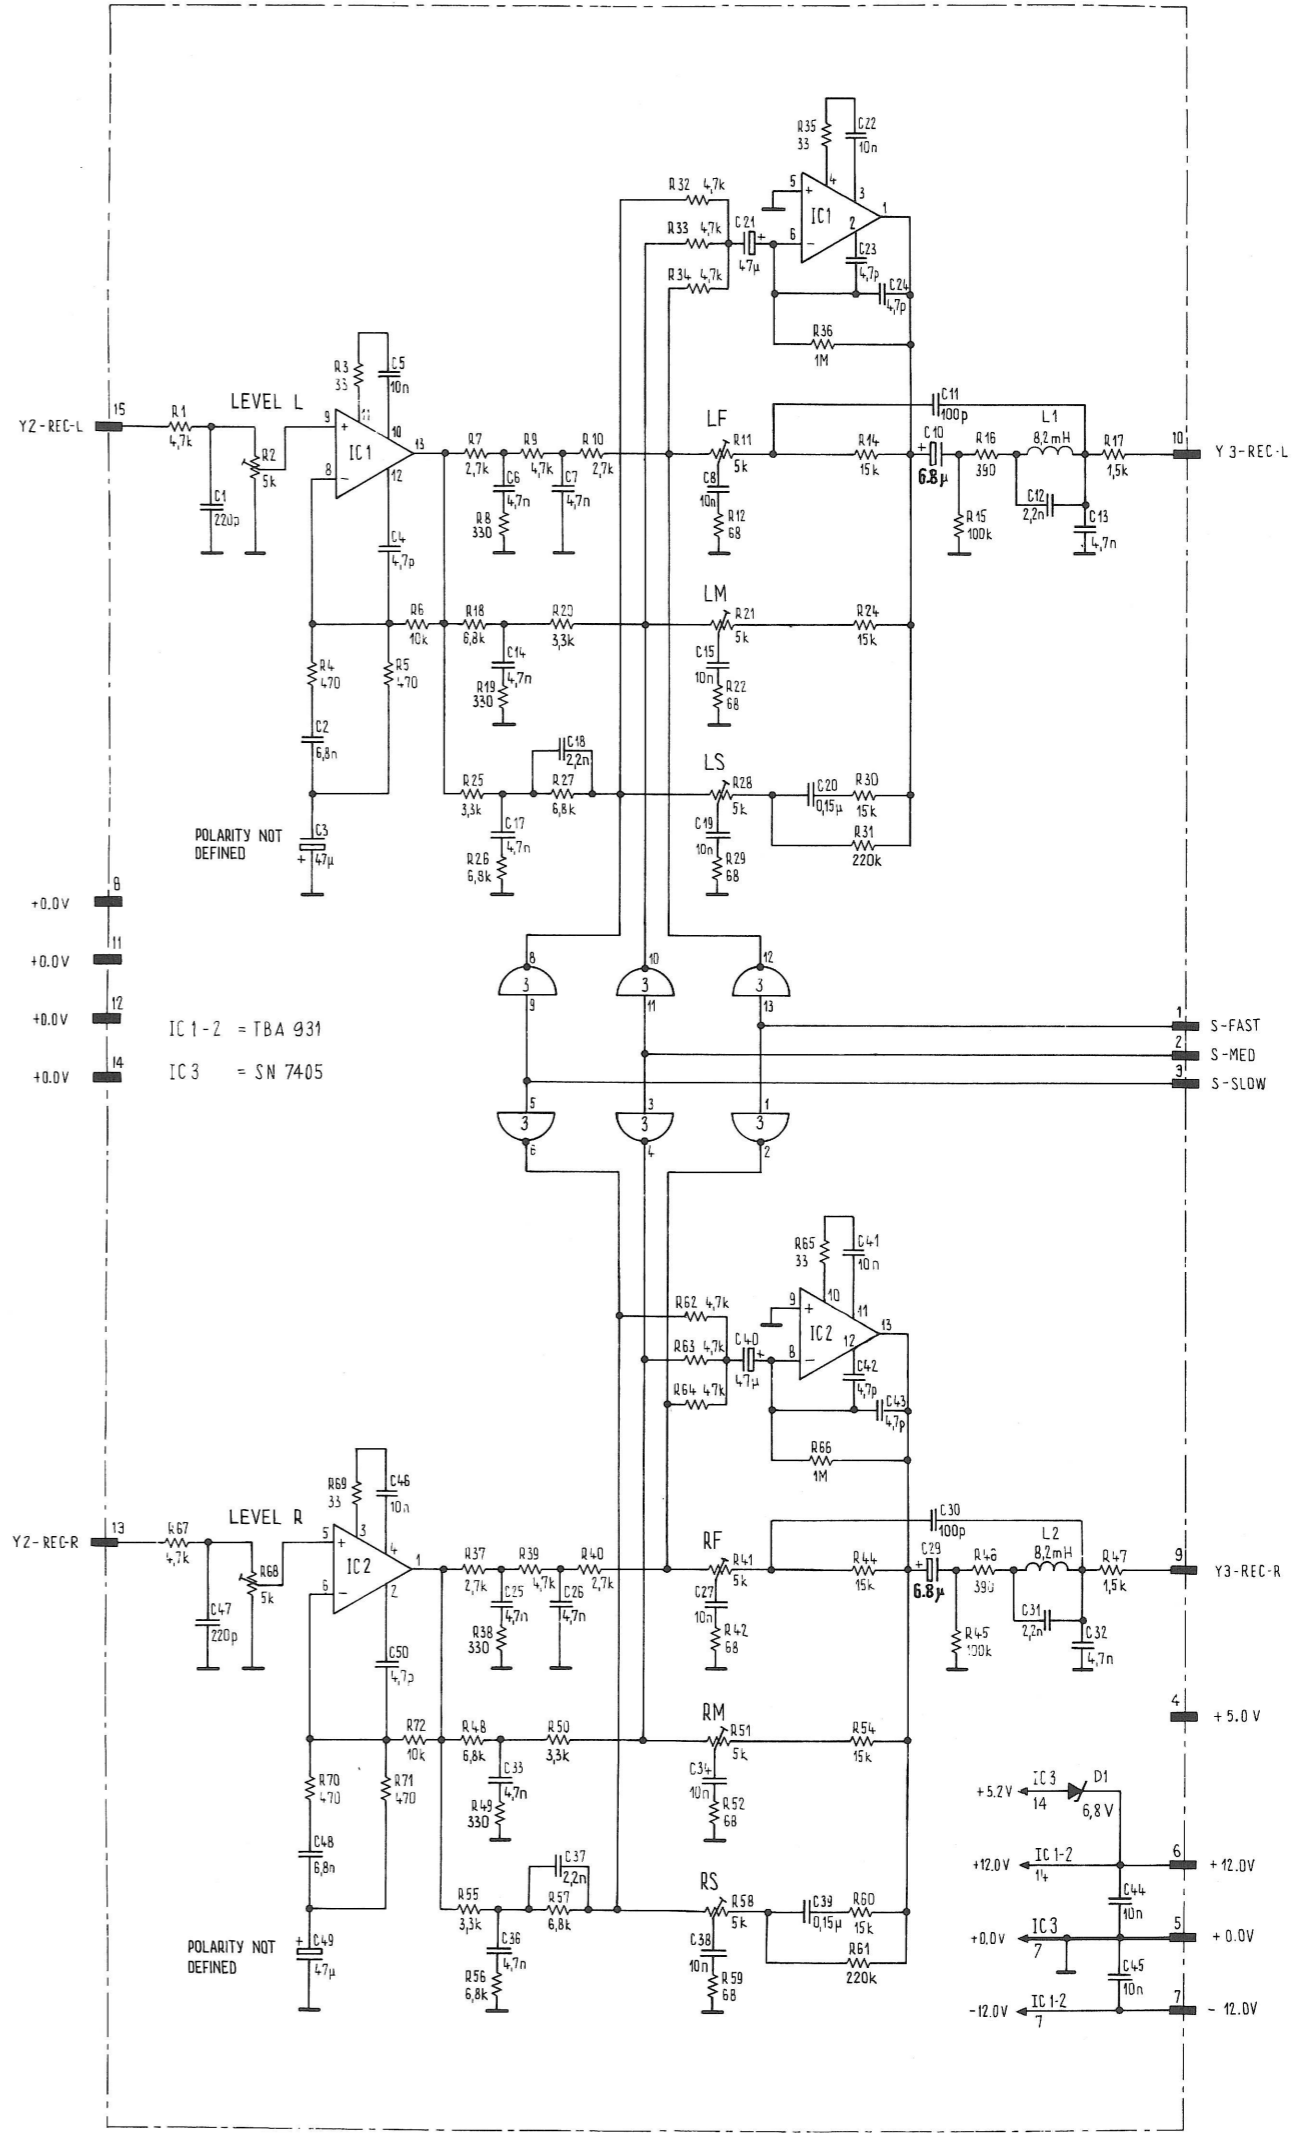 R35
33
C22
10n
R32 4,7k
R33 4,7k
R34 4,7k
C21
+
47µ
5
+
4
3
IC1
2
1
6
−
C23
4,7p
C24
4,7p
R36
1M
R3
33
C5
10n
Y2-REC-L
15
R1
4,7k
LEVEL L
R2
5k
C1
220p
9
+
11
10
IC1
13
8
−
12
C4
4,7p
R7
2,7k
R9
4,7k
R10
2,7k
C6
4,7n
C7
4,7n
R8
330
LF
R11
5k
C8
10n
R12
68
R14
15k
C11
100p
+
C10
6.8µ
R16
390
L1
8,2mH
R17
1,5k
10
Y3-REC-L
R15
100k
C12
2,2n
C13
4,7n
R6
10k
R18
6,8k
R20
3,3k
R4
470
R5
470
C14
4,7n
R19
330
LM
R21
5k
C15
10n
R22
68
R24
15k
C2
6,8n
C18
2,2n
R25
3,3k
R27
6,8k
C17
4,7n
R26
6,8k
LS
R28
5k
C19
10n
R29
68
C20
0,15µ
R30
15k
R31
220k
POLARITY NOT
DEFINED
C3
+
47µ
+0.0V
8
+0.0V
11
+0.0V
12
+0.0V
14
IC1-2 = TBA 931
IC3 = SN 7405
8
3
9
10
3
11
12
3
13
1
S-FAST
2
S-MED
3
S-SLOW
5
3
6
3
3
4
1
3
2
R65
33
C41
10n
R62 4,7k
R63 4,7k
R64 47k
C40
+
47µ
9
+
10
11
IC2
12
13
8
−
C42
4,7p
C43
4,7p
R66
1M
R69
33
C46
10n
Y2-REC-R
13
R67
4,7k
LEVEL R
R68
5k
C47
220p
5
+
3
4
IC2
1
6
−
2
C50
4,7p
R37
2,7k
R39
4,7k
R40
2,7k
C25
4,7n
C26
4,7n
R38
330
RF
R41
5k
C27
10n
R42
68
R44
15k
C30
100p
+
C29
6.8µ
R46
390
L2
8,2mH
R47
1,5k
9
Y3-REC-R
R45
100k
C31
2,2n
C32
4,7n
R72
10k
R48
6,8k
R50
3,3k
R70
470
R71
470
C33
4,7n
R49
330
RM
R51
5k
C34
10n
R52
68
R54
15k
4
+5.0V
C48
6,8n
+5.2V
IC3
14
D1
6,8V
C37
2,2n
R55
3,3k
R57
6,8k
C36
4,7n
R56
6,8k
RS
R58
5k
C38
10n
R59
68
C39
0,15µ
R60
15k
R61
220k
+12.0V
IC1-2
14
6
+12.0V
C44
10n
POLARITY NOT
DEFINED
+
C49
47µ
+0.0V
IC3
7
5
+0.0V
C45
10n
-12.0V
IC1-2
7
7
- 12.0V